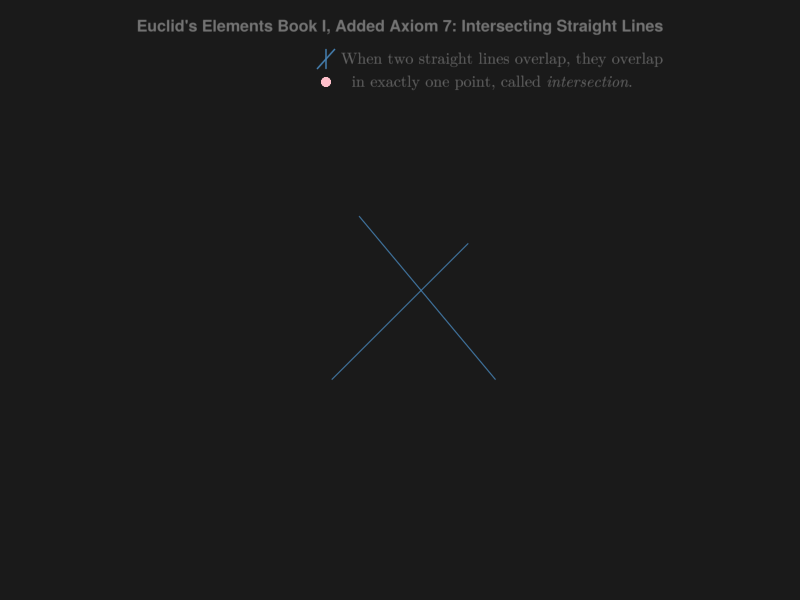 Euclid's Elements Book I, Added Axiom 7: Intersecting Straight Lines
When two straight lines overlap, they overlap
in exactly one point, called intersection.